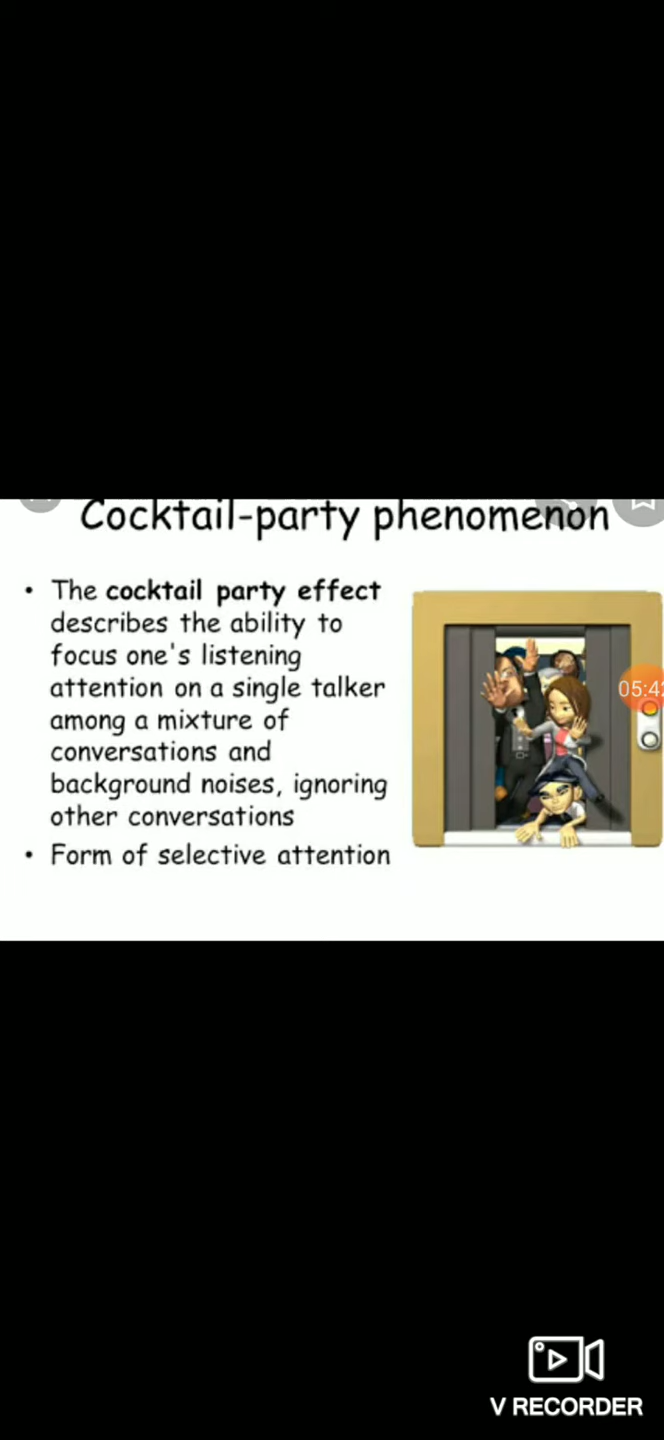 Cocktail-party phenomenon
• The cocktail party effect
describes the ability to
focus one's listening
attention on a single talker
among a mixture of
conversations and
background noises, ignoring
other conversations
• Form of selective attention
05:42
V RECORDER